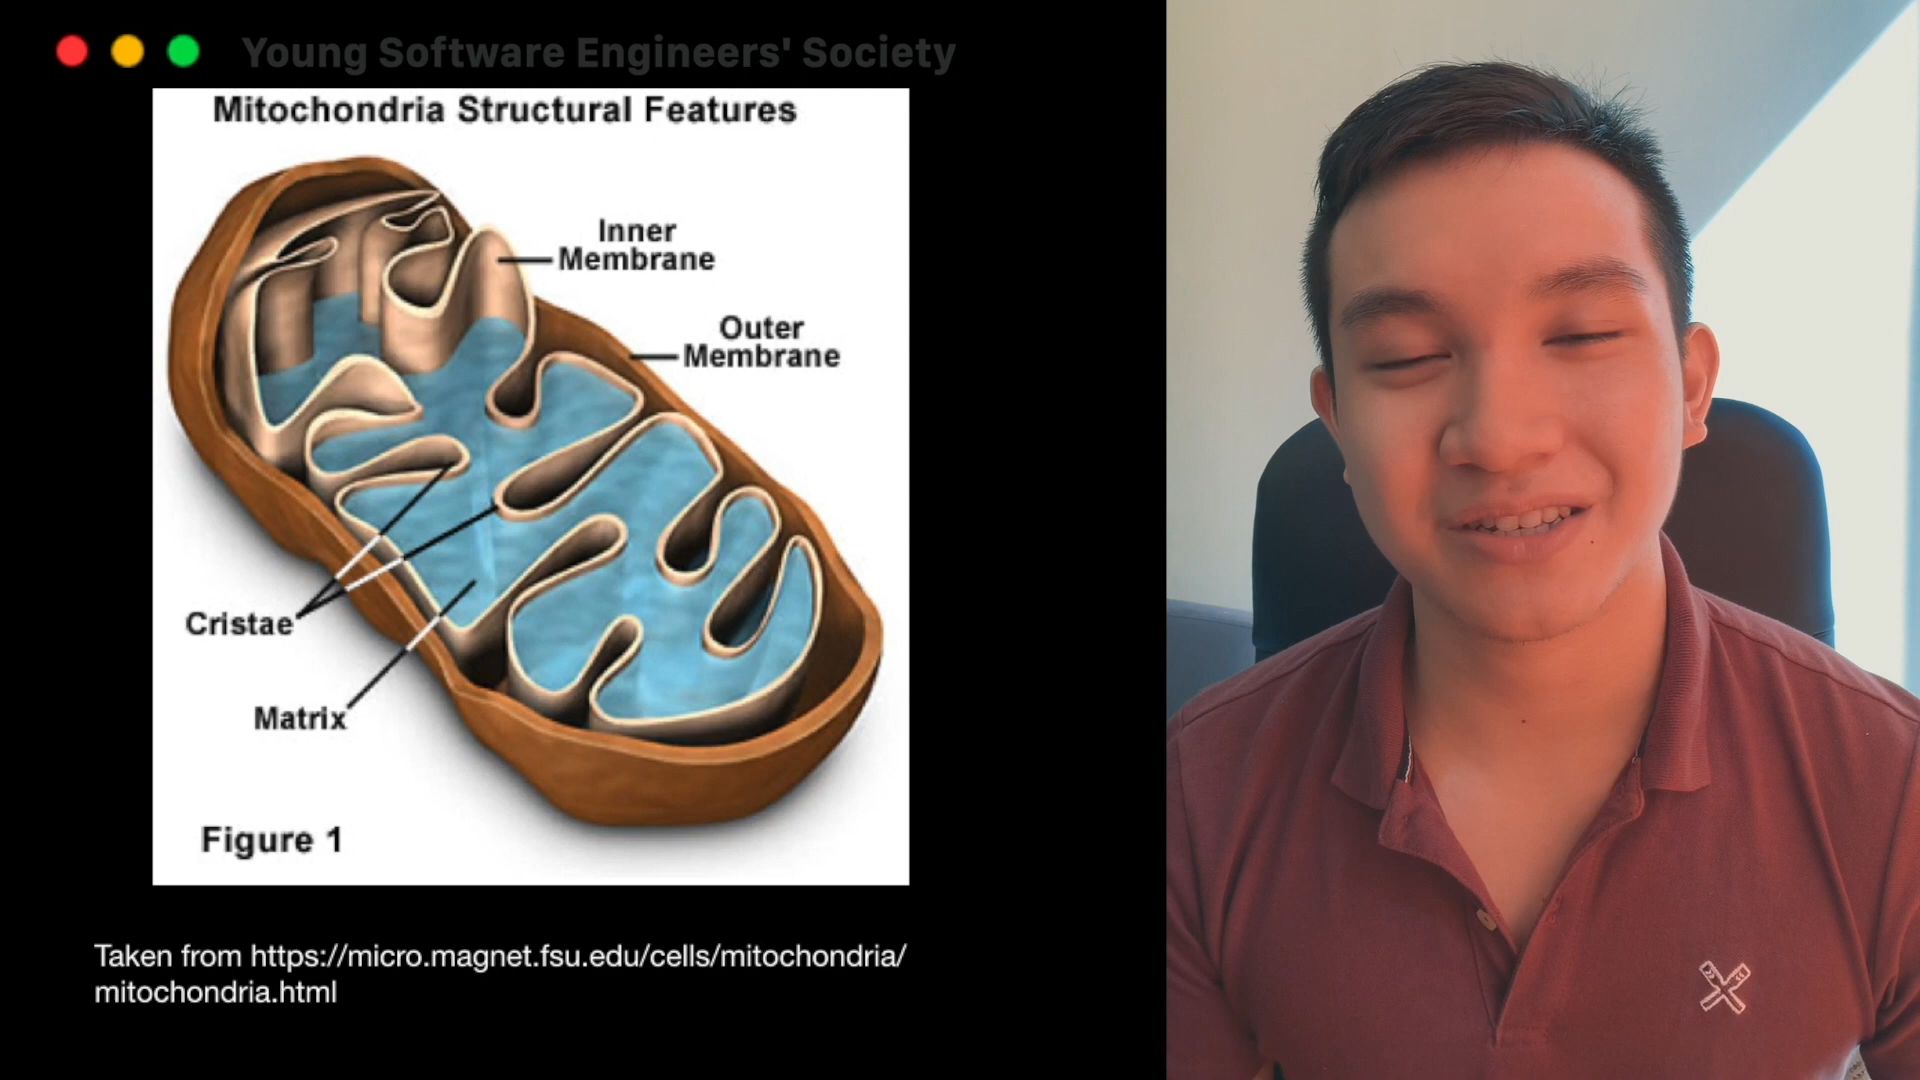 Young Software Engineers' Society
Mitochondria Structural Features
Inner
Membrane
Outer
Membrane
Cristae
Matrix
Figure 1
Taken from https://micro.magnet.fsu.edu/cells/mitochondria/
mitochondria.html